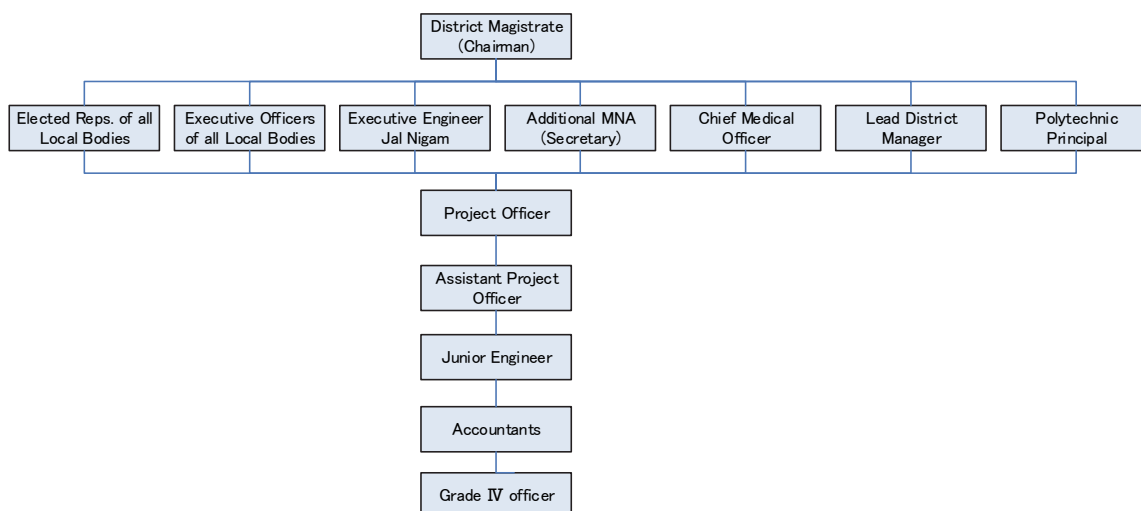 District Magistrate
(Chairman)
Elected Reps. of all
Local Bodies
Executive Officers
of all Local Bodies
Executive Engineer
Jal Nigam
Additional MNA
(Secretary)
Chief Medical
Officer
Lead District
Manager
Polytechnic
Principal
Project Officer
Assistant Project
Officer
Junior Engineer
Accountants
Grade Ⅳ officer